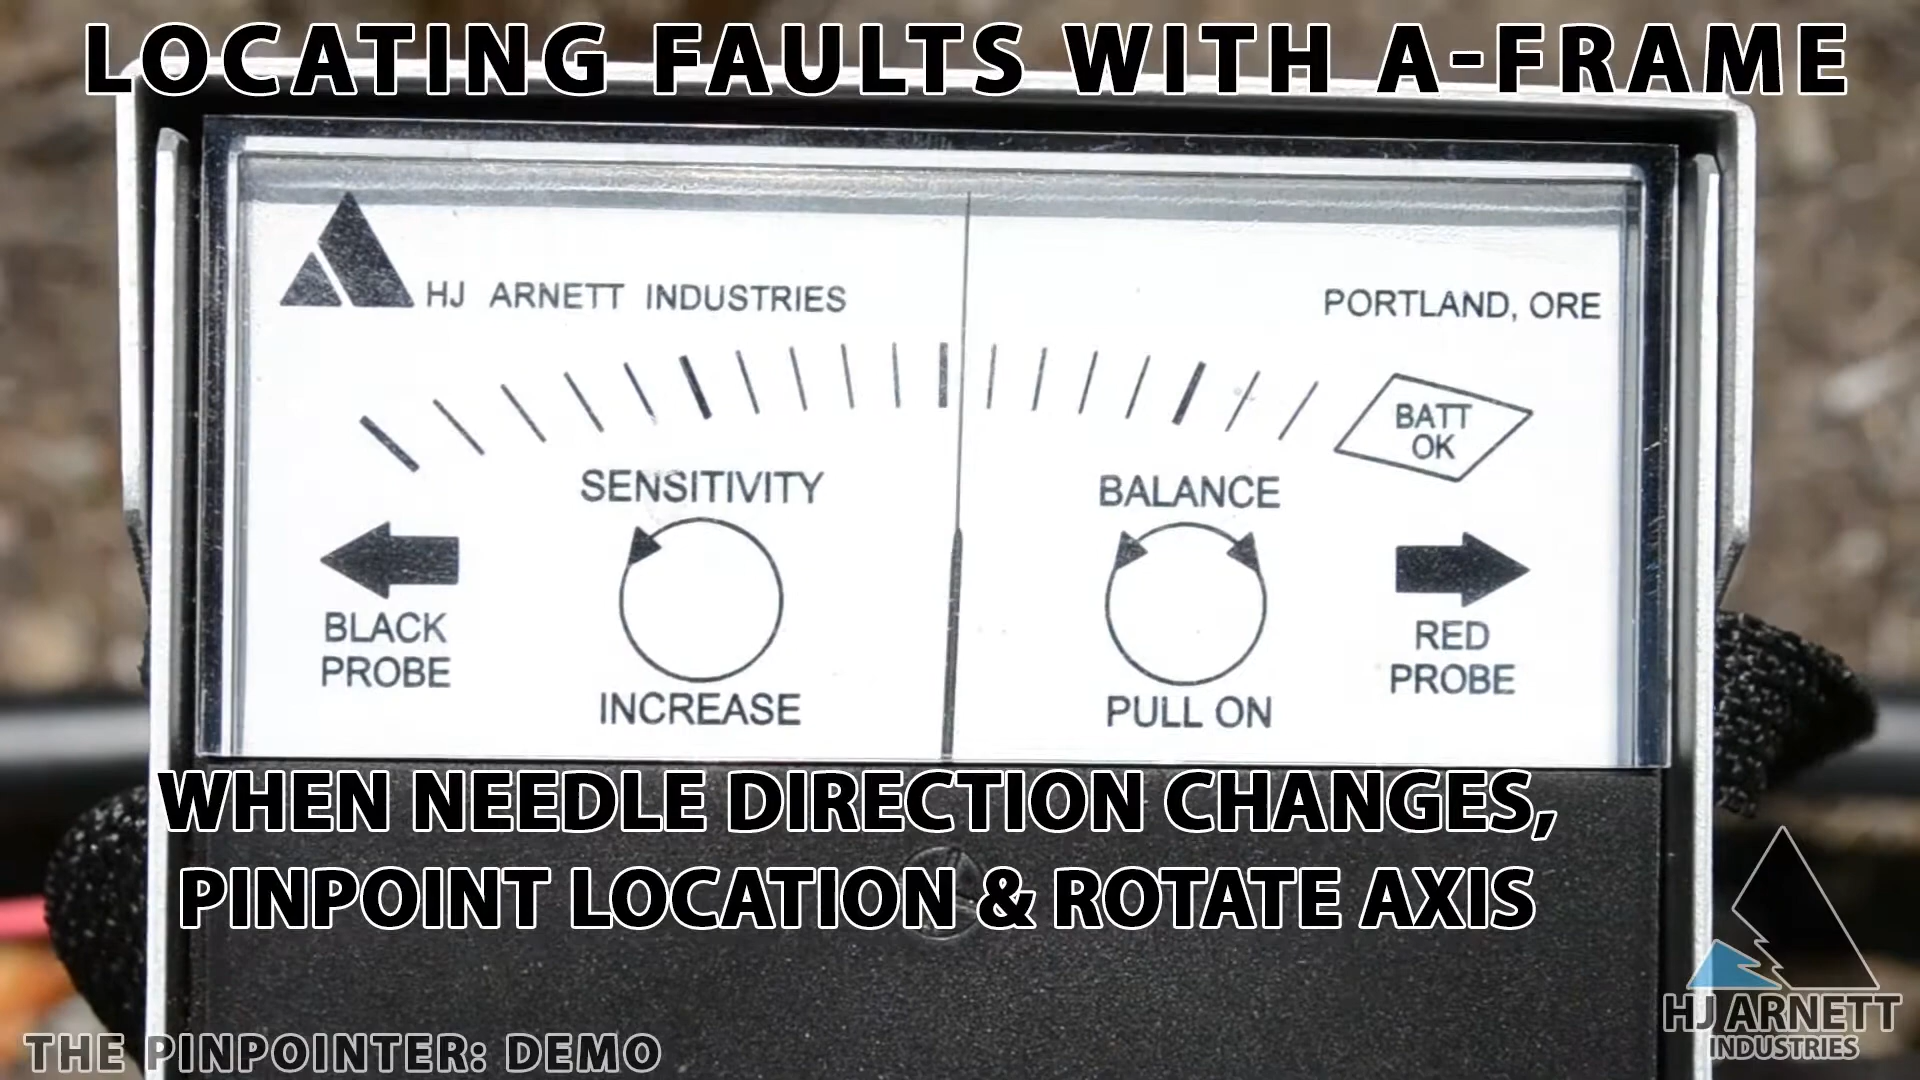 LOCATING FAULTS WITH A-FRAME
HJ ARNETT INDUSTRIES
PORTLAND, ORE
BATT
OK
SENSITIVITY
BALANCE
BLACK
PROBE
RED
PROBE
INCREASE
PULL ON
WHEN NEEDLE DIRECTION CHANGES,
PINPOINT LOCATION & ROTATE AXIS
HJ ARNETT
INDUSTRIES
THE PINPOINTER: DEMO